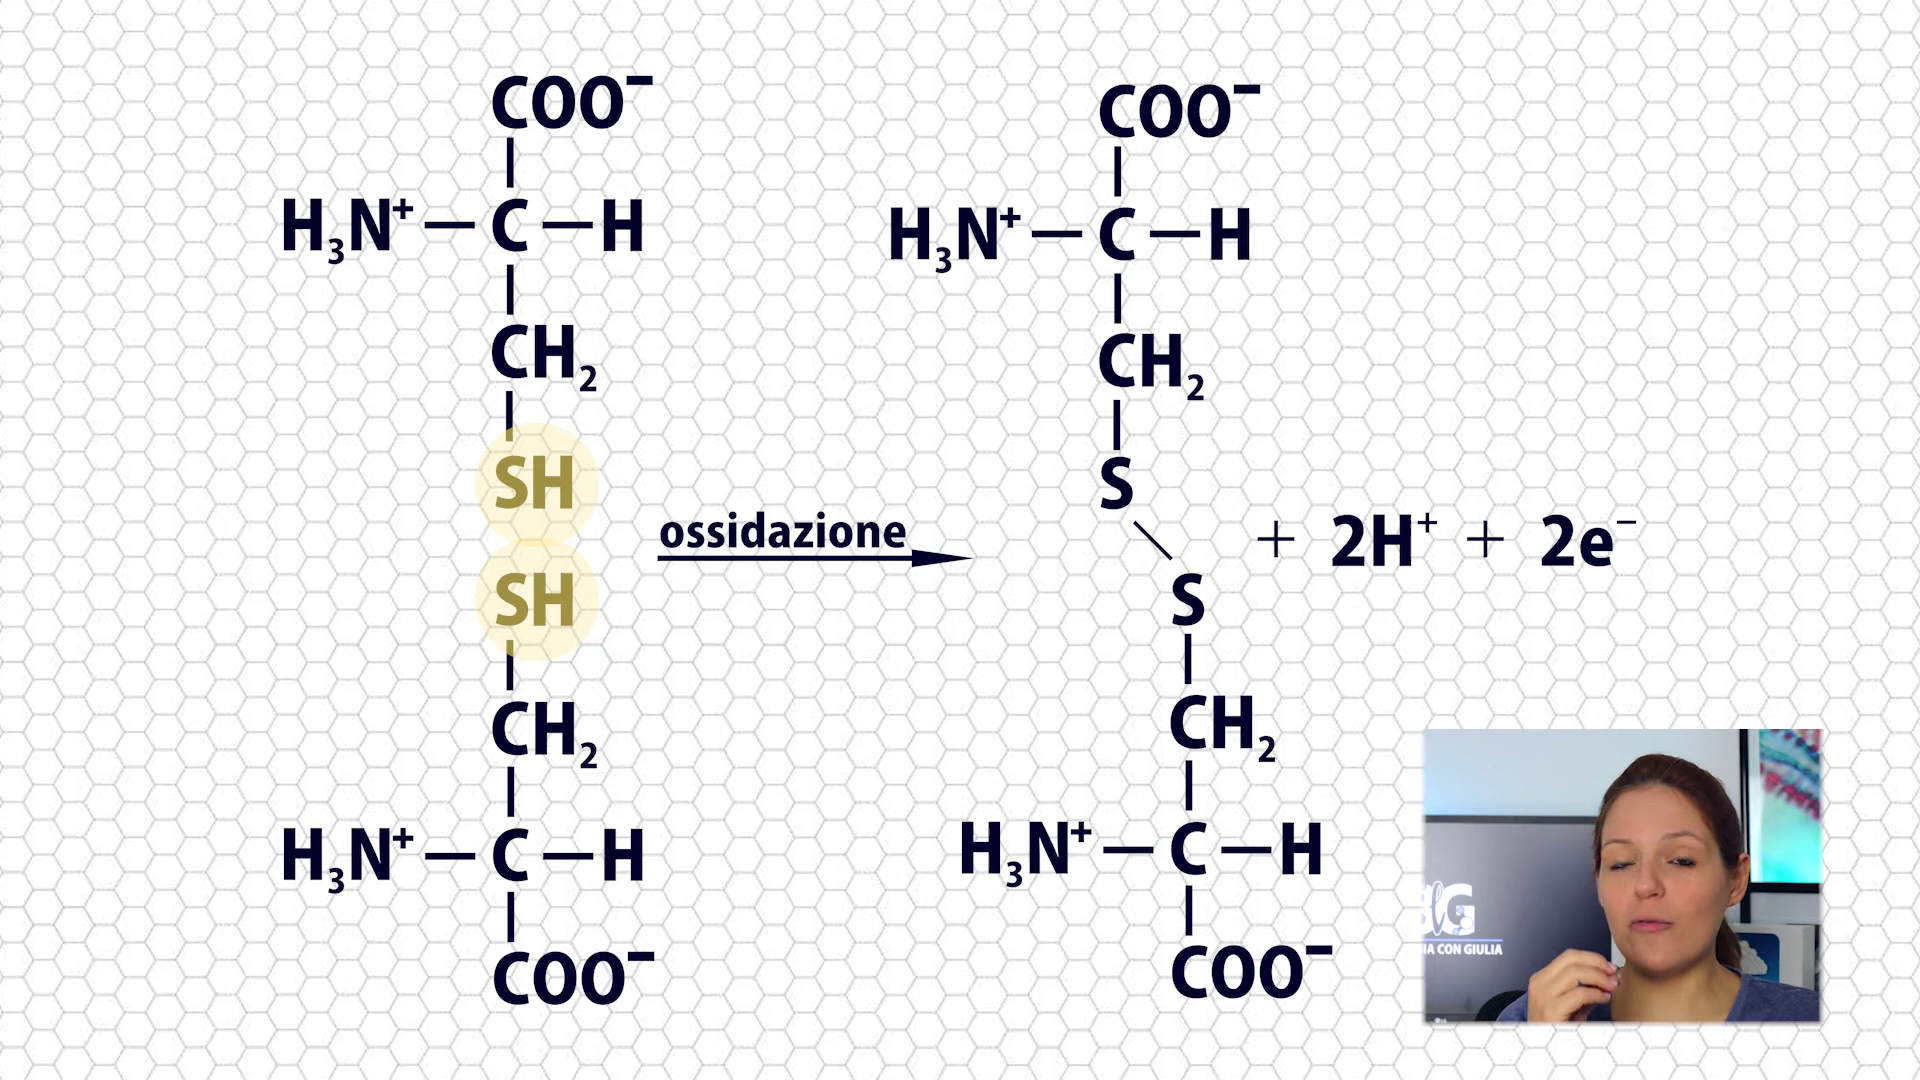 COO⁻
H₃N⁺ — C — H
CH₂
SH
SH
CH₂
H₃N⁺ — C — H
COO⁻
ossidazione
COO⁻
H₃N⁺ — C — H
CH₂
S
S
CH₂
H₃N⁺ — C — H
COO⁻
+ 2H⁺ + 2e⁻
CON GIULIA